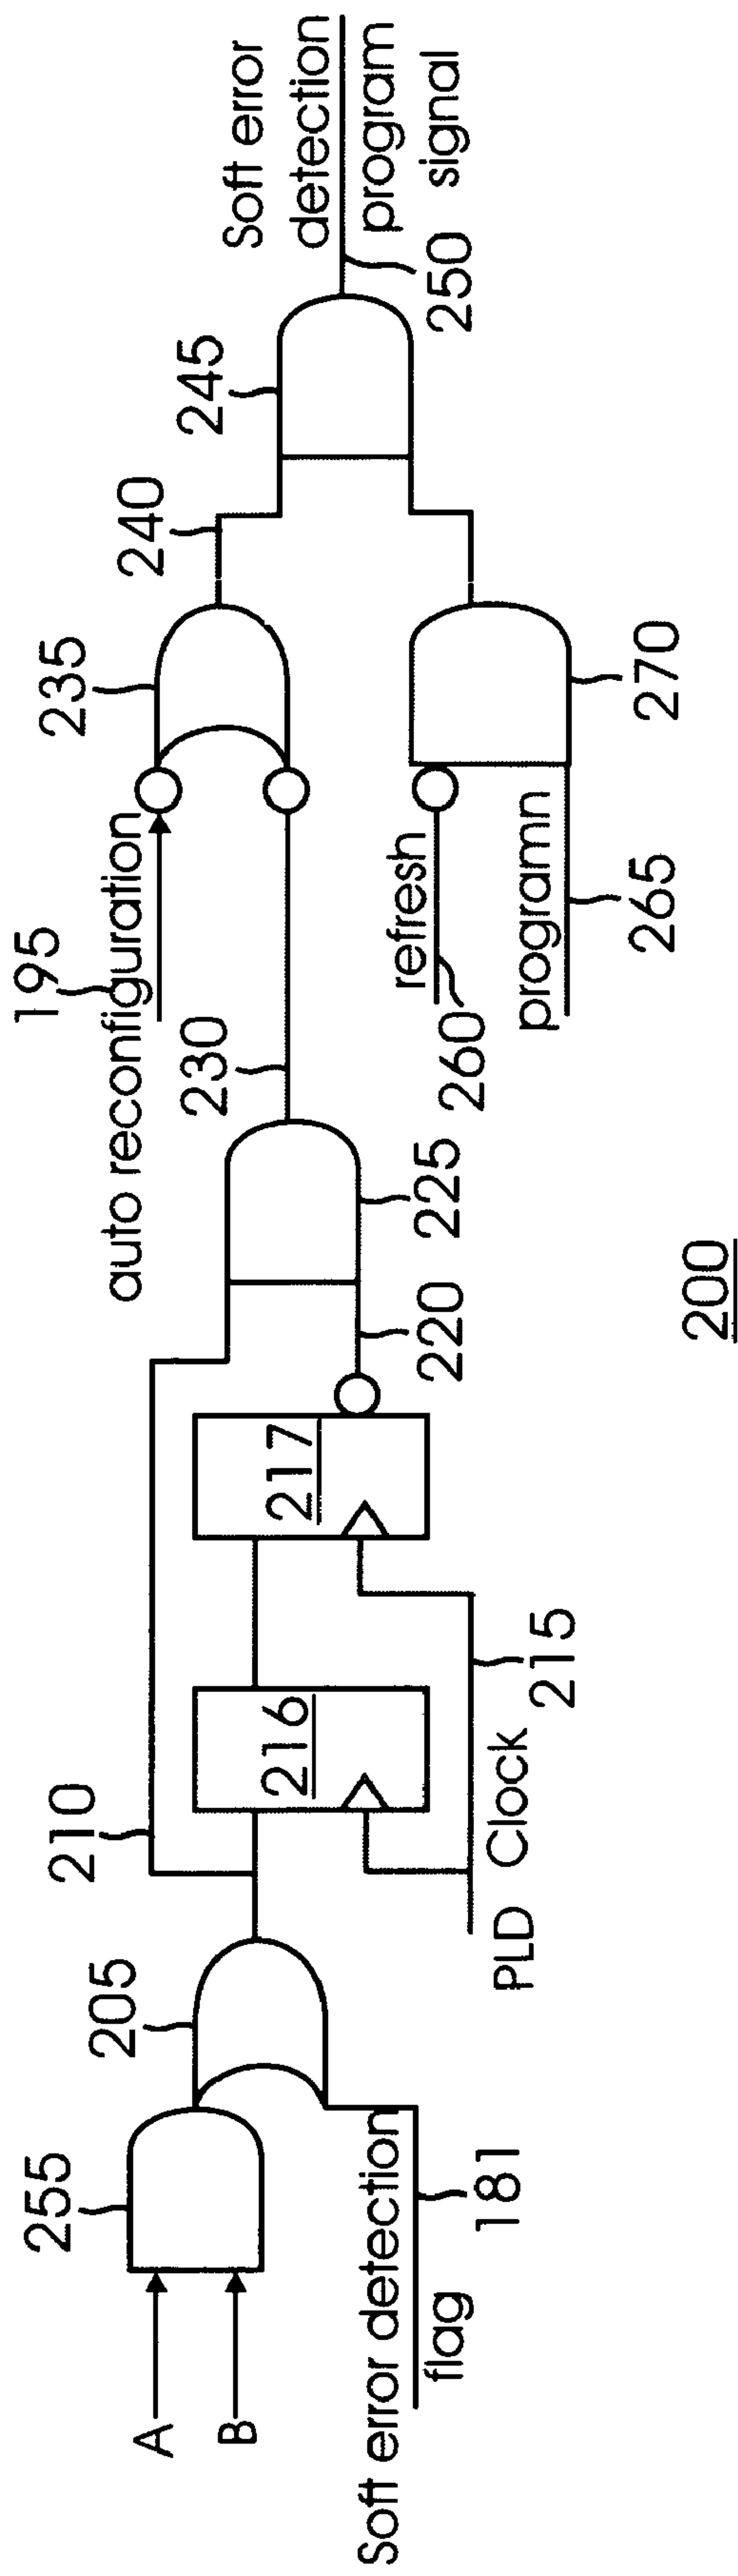 A
B
255
Soft error detection
flag
181
205
210
216
217
PLD Clock
215
220
225
230
195
auto reconfiguration
235
240
refresh
260
programn
265
270
245
250
Soft error
detection
program
signal
200